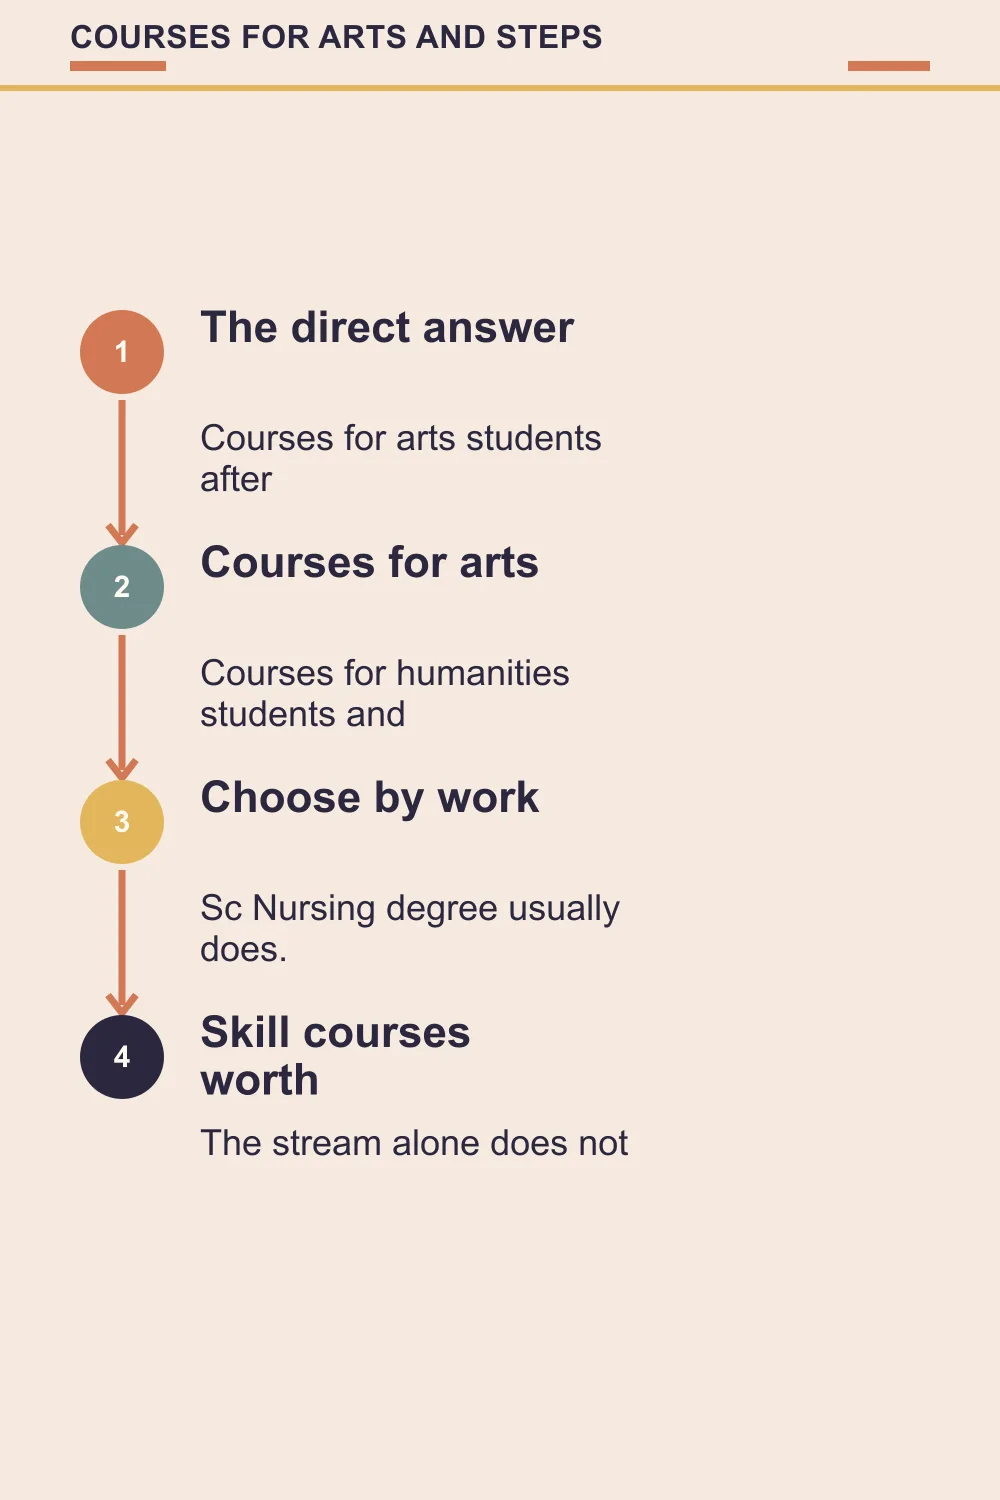 COURSES FOR ARTS AND STEPS
1
The direct answer
Courses for arts students
after
2
Courses for arts
Courses for humanities
students and
3
Choose by work
Sc Nursing degree usually
does.
4
Skill courses
worth
The stream alone does not